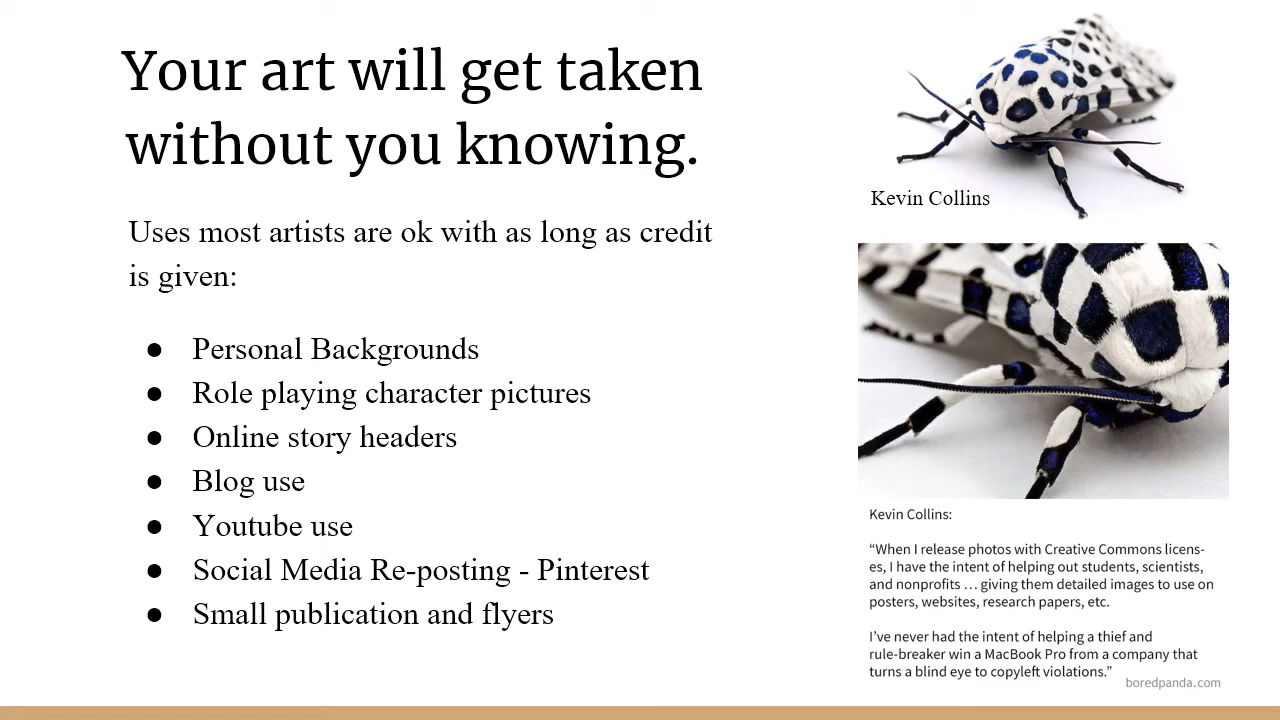 Your art will get taken
without you knowing.
Uses most artists are ok with as long as credit
is given:
● Personal Backgrounds
● Role playing character pictures
● Online story headers
● Blog use
● Youtube use
● Social Media Re-posting - Pinterest
● Small publication and flyers
Kevin Collins
Kevin Collins:
“When I release photos with Creative Commons licens-
es, I have the intent of helping out students, scientists,
and nonprofits … giving them detailed images to use on
posters, websites, research papers, etc.
I’ve never had the intent of helping a thief and
rule-breaker win a MacBook Pro from a company that
turns a blind eye to copyleft violations.”
boredpanda.com